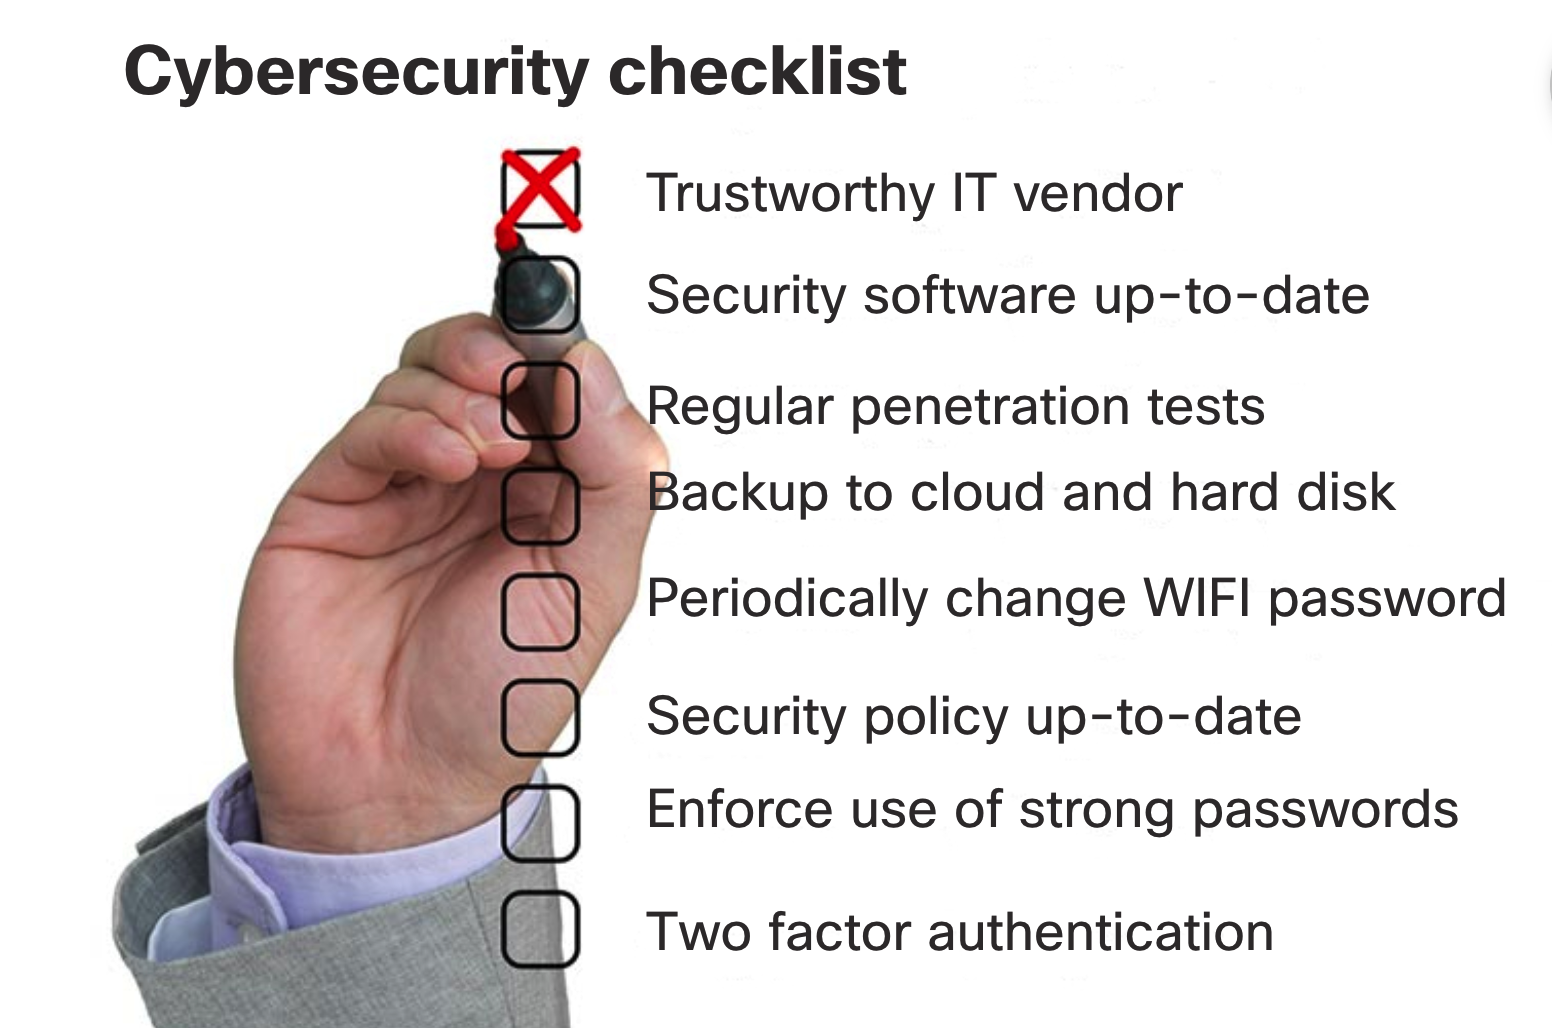 Cybersecurity checklist
Trustworthy IT vendor
Security software up-to-date
Regular penetration tests
Backup to cloud and hard disk
Periodically change WIFI password
Security policy up-to-date
Enforce use of strong passwords
Two factor authentication